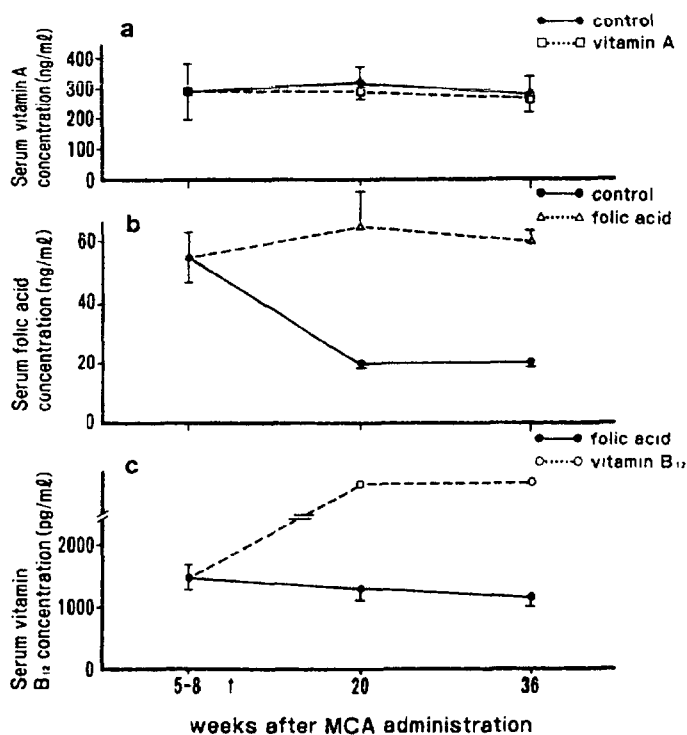 a
control
vitamin A
Serum vitamin A
concentration (ng/ml)
400
300
200
100
0
b
control
folic acid
Serum folic acid
concentration (ng/ml)
60
40
20
0
c
folic acid
vitamin B₁₂
Serum vitamin
B₁₂ concentration (pg/ml)
2000
1000
0
5-8 ↑ 20 36
weeks after MCA administration